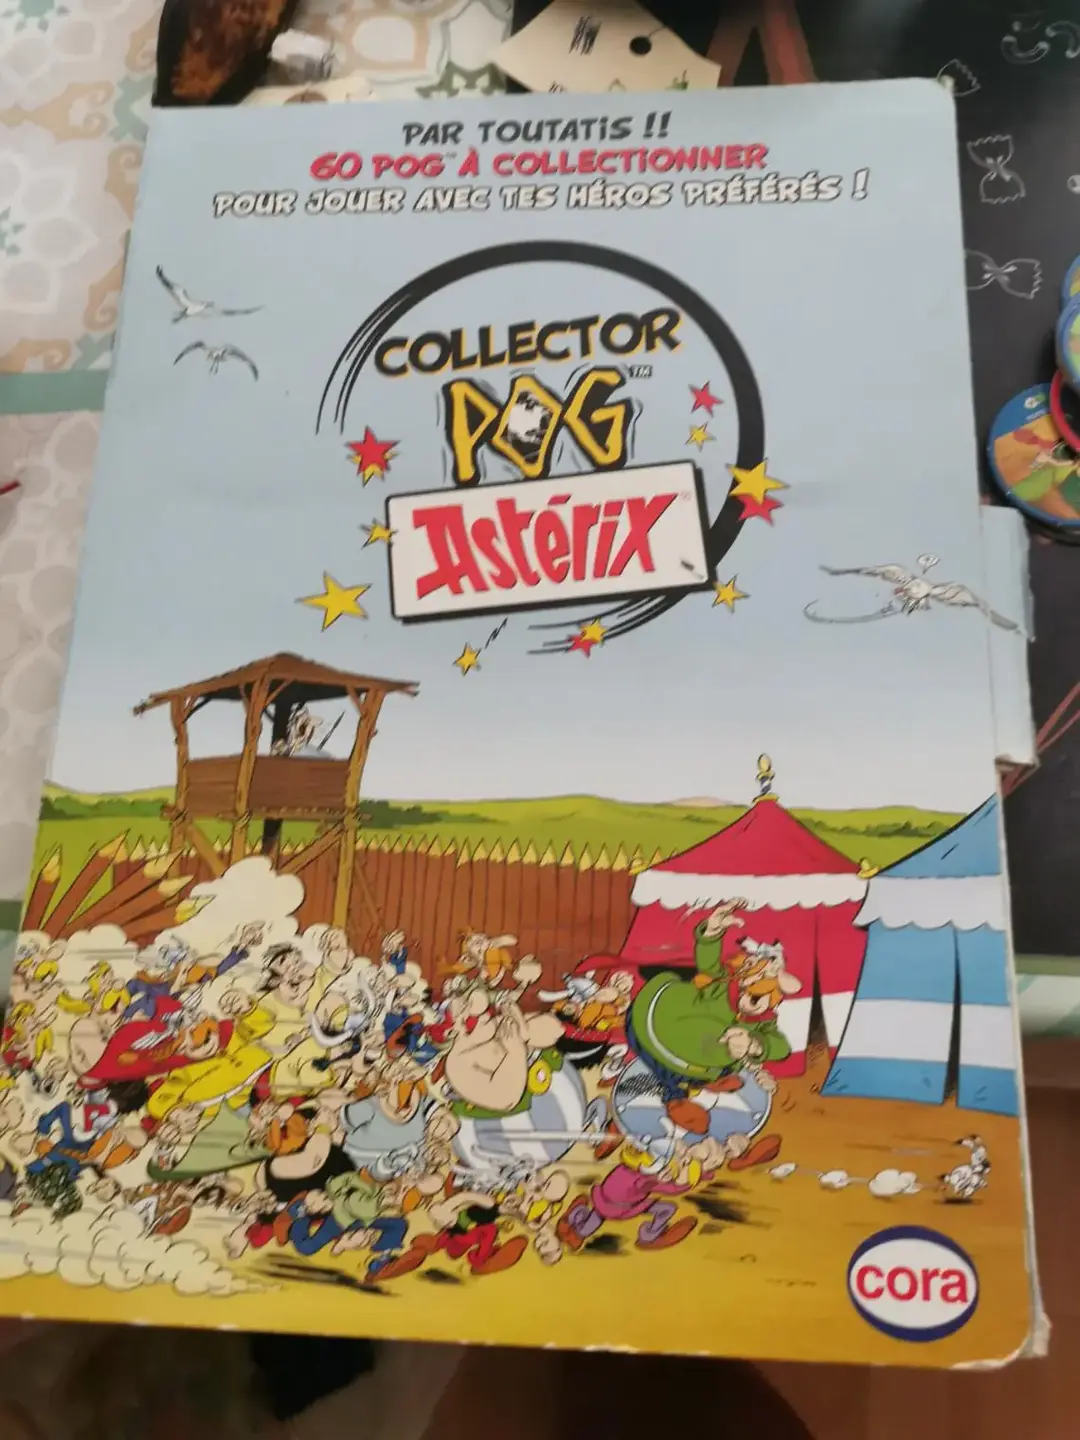 PAR TOUTATIS !!
60 POG™ À COLLECTIONNER
POUR JOUER AVEC TES HÉROS PRÉFÉRÉS !
COLLECTOR
POG™
Astérix
cora